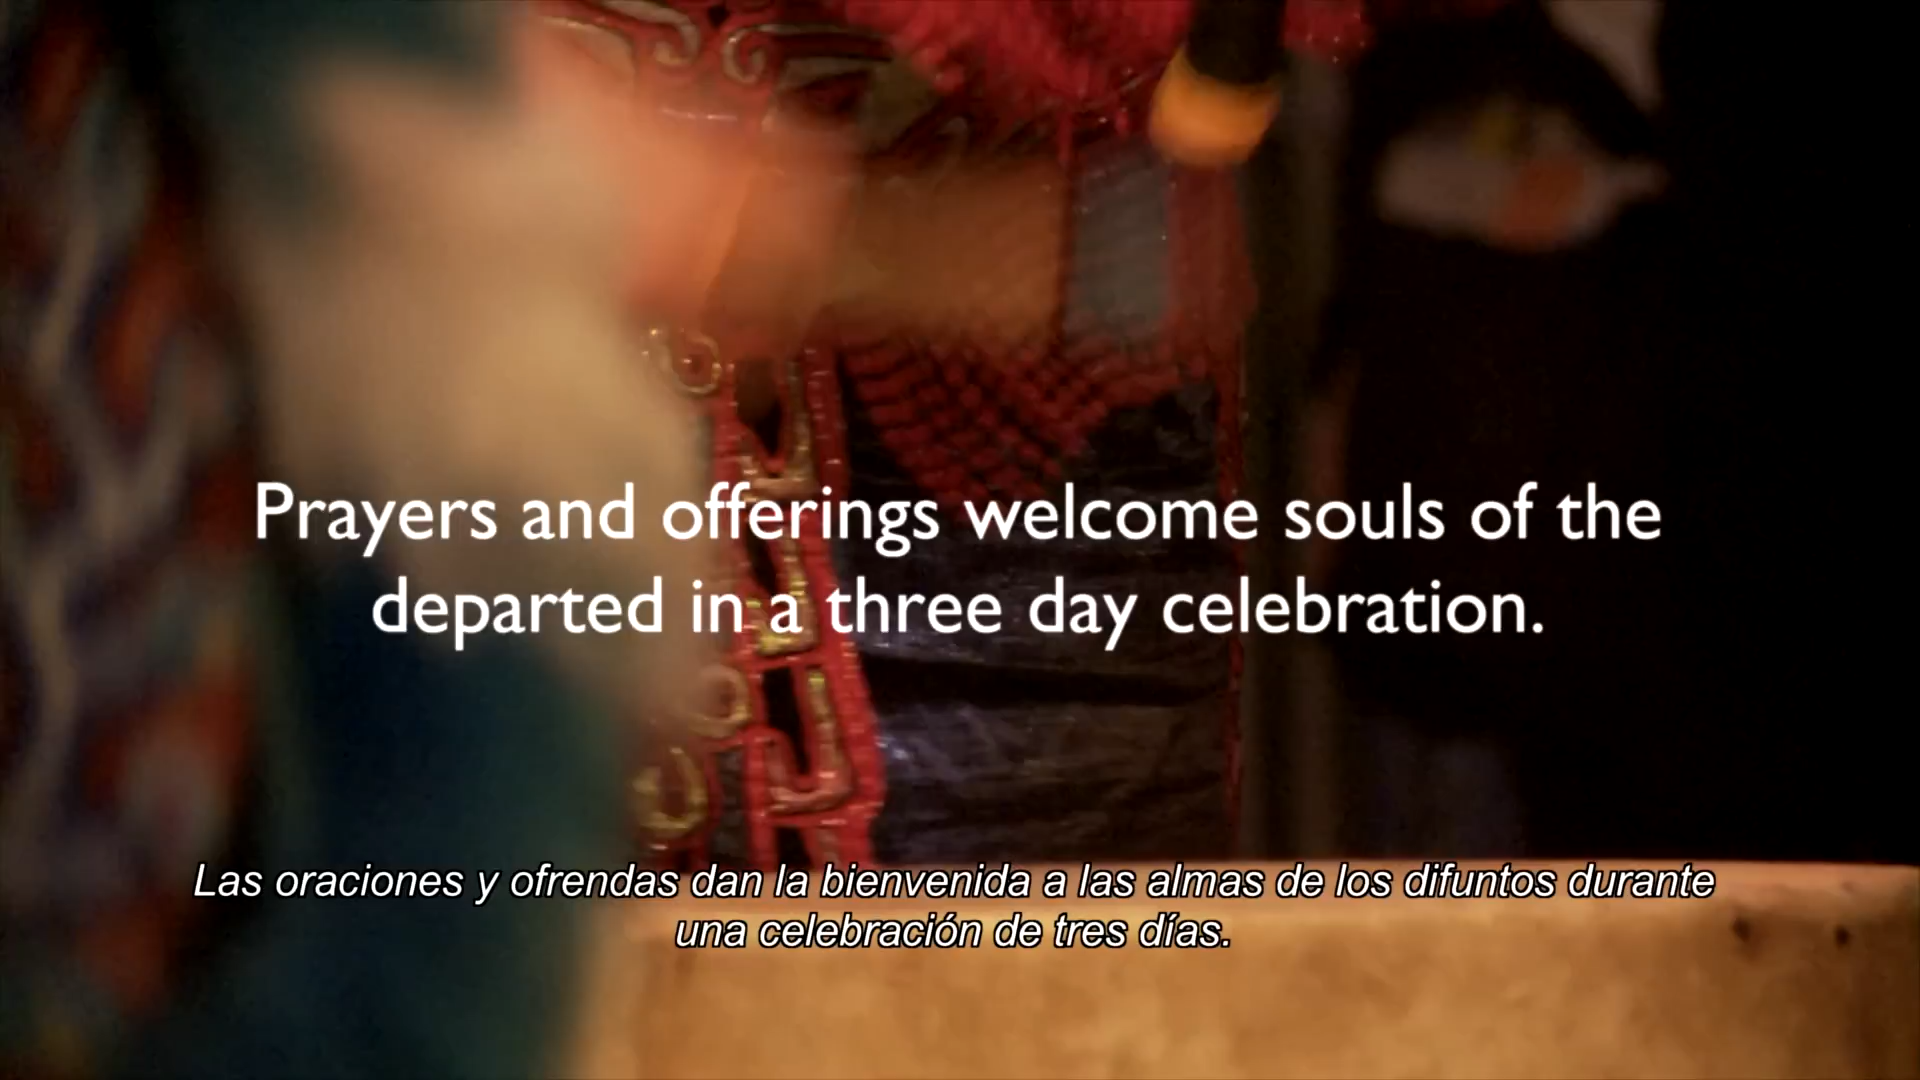 Prayers and offerings welcome souls of the
departed in a three day celebration.
Las oraciones y ofrendas dan la bienvenida a las almas de los difuntos durante
una celebración de tres días.